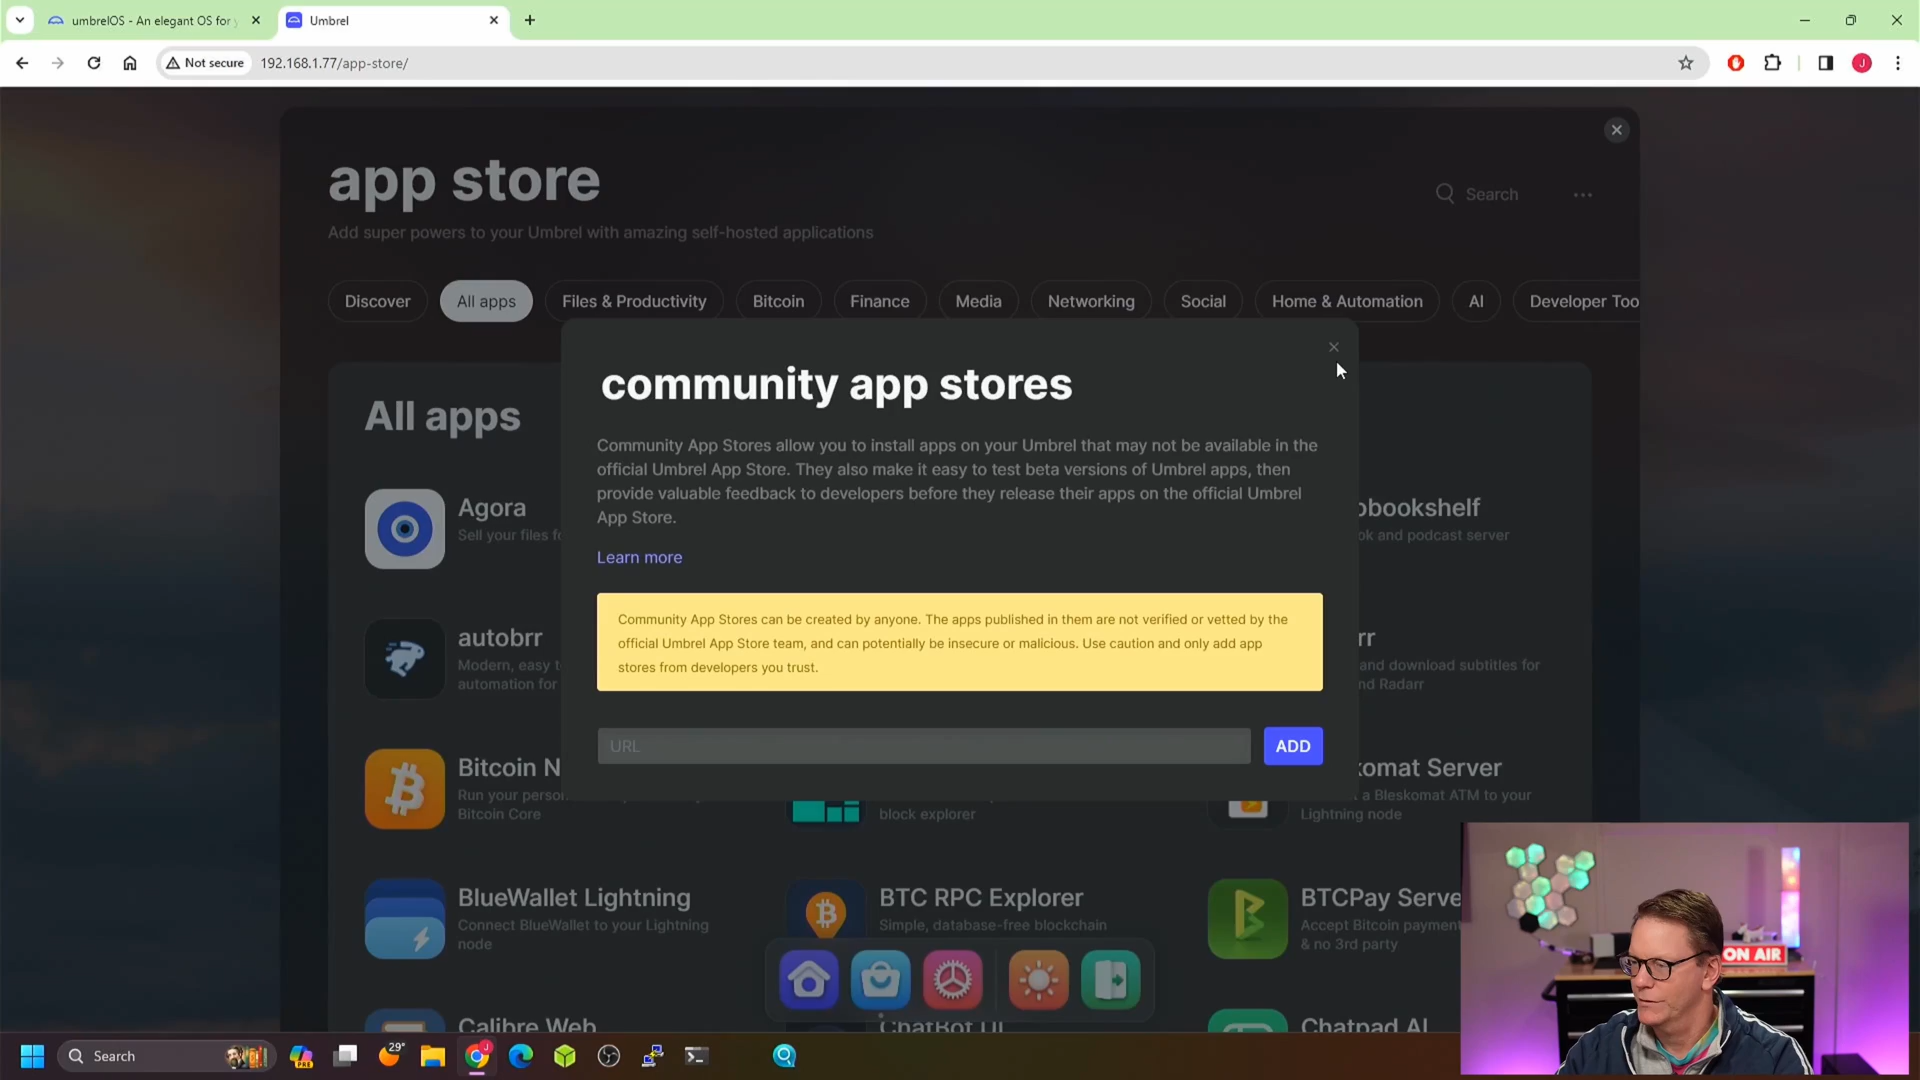 umbrelOS - An elegant OS for
Umbrel
Not secure
192.168.1.77/app-store/
J
app store
Search
Add super powers to your Umbrel with amazing self-hosted applications
Discover
All apps
Files & Productivity
Bitcoin
Finance
Media
Networking
Social
Home & Automation
AI
Developer Too
community app stores
Community App Stores allow you to install apps on your Umbrel that may not be available in the
official Umbrel App Store. They also make it easy to test beta versions of Umbrel apps, then
provide valuable feedback to developers before they release their apps on the official Umbrel
App Store.
Learn more
Community App Stores can be created by anyone. The apps published in them are not verified or vetted by the
official Umbrel App Store team, and can potentially be insecure or malicious. Use caution and only add app
stores from developers you trust.
URL
ADD
All apps
Agora
Sell your files f
obookshelf
ok and podcast server
autobrr
Modern, easy t
automation for
rr
and download subtitles for
nd Radarr
Bitcoin N
Run your perso
Bitcoin Core
block explorer
komat Server
a Bleskomat ATM to your
Lightning node
BlueWallet Lightning
Connect BlueWallet to your Lightning
node
BTC RPC Explorer
Simple, database-free blockchain
BTCPay Serve
Accept Bitcoin payment
& no 3rd party
Calibre Web
ChatBot UI
Chatpad AI
ON AIR
Search
PRE
29°
J